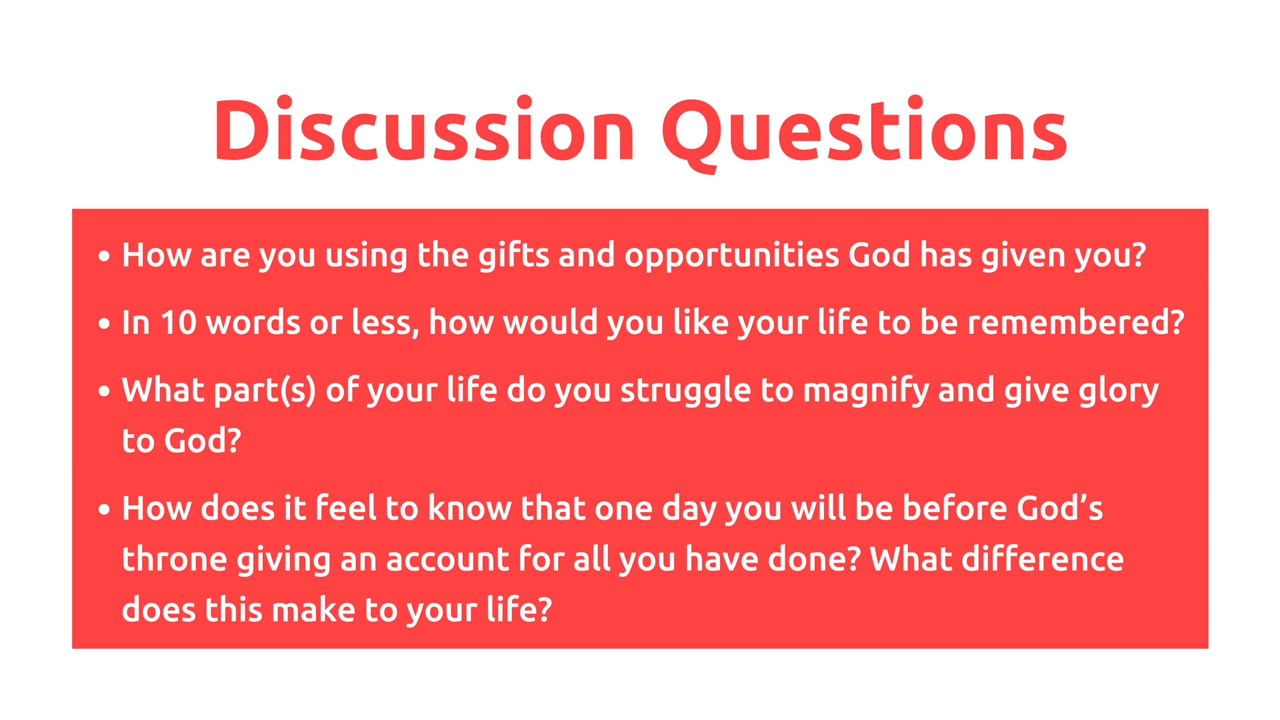 Discussion Questions
• How are you using the gifts and opportunities God has given you?
• In 10 words or less, how would you like your life to be remembered?
• What part(s) of your life do you struggle to magnify and give glory
to God?
• How does it feel to know that one day you will be before God’s
throne giving an account for all you have done? What difference
does this make to your life?